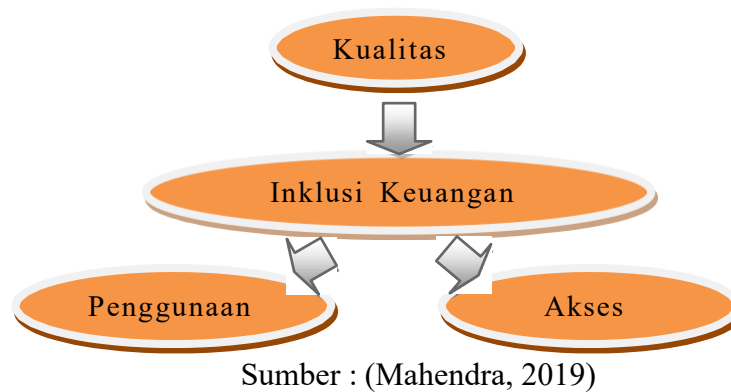 Kualitas
Inklusi Keuangan
Penggunaan
Akses
Sumber : (Mahendra, 2019)